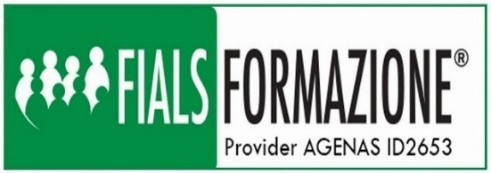 FIALS FORMAZIONE®
Provider AGENAS ID2653